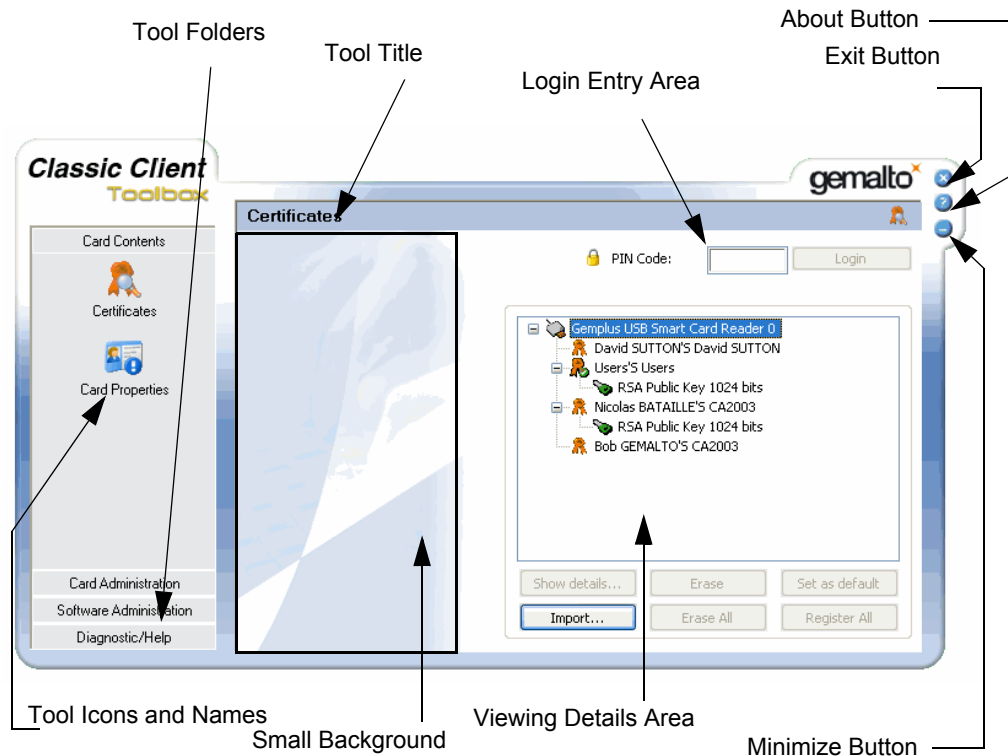 About Button
Tool Folders
Tool Title
Exit Button
Login Entry Area
Classic Client
Toolbox
gemalto
Certificates
Card Contents
PIN Code:
Login
Certificates
Gemplus USB Smart Card Reader 0
David SUTTON'S David SUTTON
Users'S Users
RSA Public Key 1024 bits
Card Properties
Nicolas BATAILLE'S CA2003
RSA Public Key 1024 bits
Bob GEMALTO'S CA2003
Card Administration
Software Administration
Diagnostic/Help
Show details...
Erase
Set as default
Import...
Erase All
Register All
Tool Icons and Names
Small Background
Viewing Details Area
Minimize Button